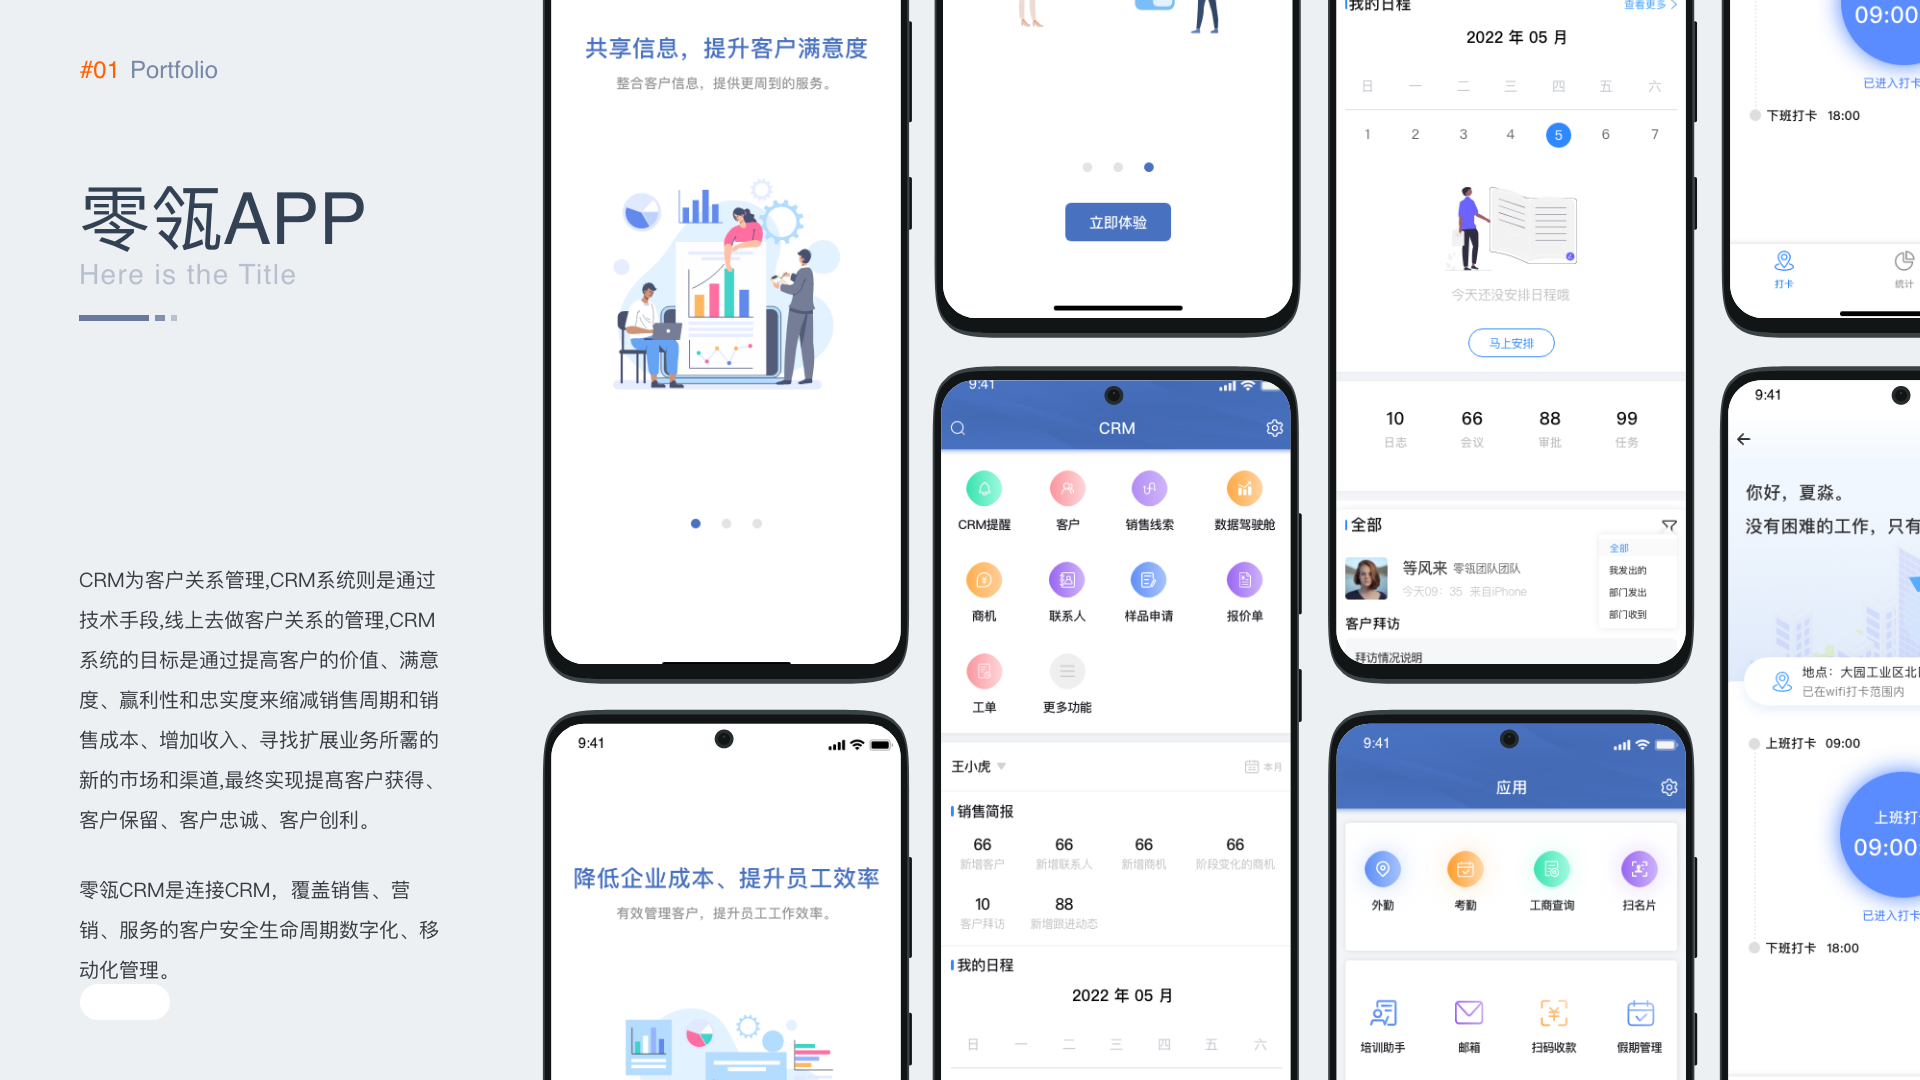 #01 Portfolio
零瓴APP
Here is the Title
CRM为客户关系管理,CRM系统则是通过
技术手段,线上去做客户关系的管理,CRM
系统的目标是通过提高客户的价值、满意
度、赢利性和忠实度来缩减销售周期和销
售成本、增加收入、寻找扩展业务所需的
新的市场和渠道,最终实现提高客户获得、
客户保留、客户忠诚、客户创利。
零瓴CRM是连接CRM，覆盖销售、营
销、服务的客户安全生命周期数字化、移
动化管理。
共享信息，提升客户满意度
整合客户信息，提供更周到的服务。
9:41
降低企业成本、提升员工效率
有效管理客户，提升员工工作效率。
立即体验
9:41
CRM
CRM提醒 客户 销售线索 数据驾驶舱
商机 联系人 样品申请 报价单
工单 更多功能
王小虎 本月
销售简报
66 66 66 66
新增客户 新增联系人 新增商机 阶段变化的商机
10 88
客户拜访 新增跟进动态
我的日程
2022 年 05 月
日 一 二 三 四 五 六
我的日程 查看更多
2022 年 05 月
日 一 二 三 四 五 六
1 2 3 4 5 6 7
今天还没安排日程哦
马上安排
10 66 88 99
日志 会议 审批 任务
全部
全部
我发出的
部门发出
部门收到
等风来 零瓴团队团队
今天09：35 来自iPhone
客户拜访
拜访情况说明
9:41
应用
外勤 考勤 工商查询 扫名片
培训助手 邮箱 扫码收款 假期管理
09:00
已进入打卡
下班打卡 18:00
打卡 统计
9:41
你好，夏淼。
没有困难的工作，只有
地点：大园工业区北
已在wifi打卡范围内
上班打卡 09:00
上班打
09:00
已进入打卡
下班打卡 18:00